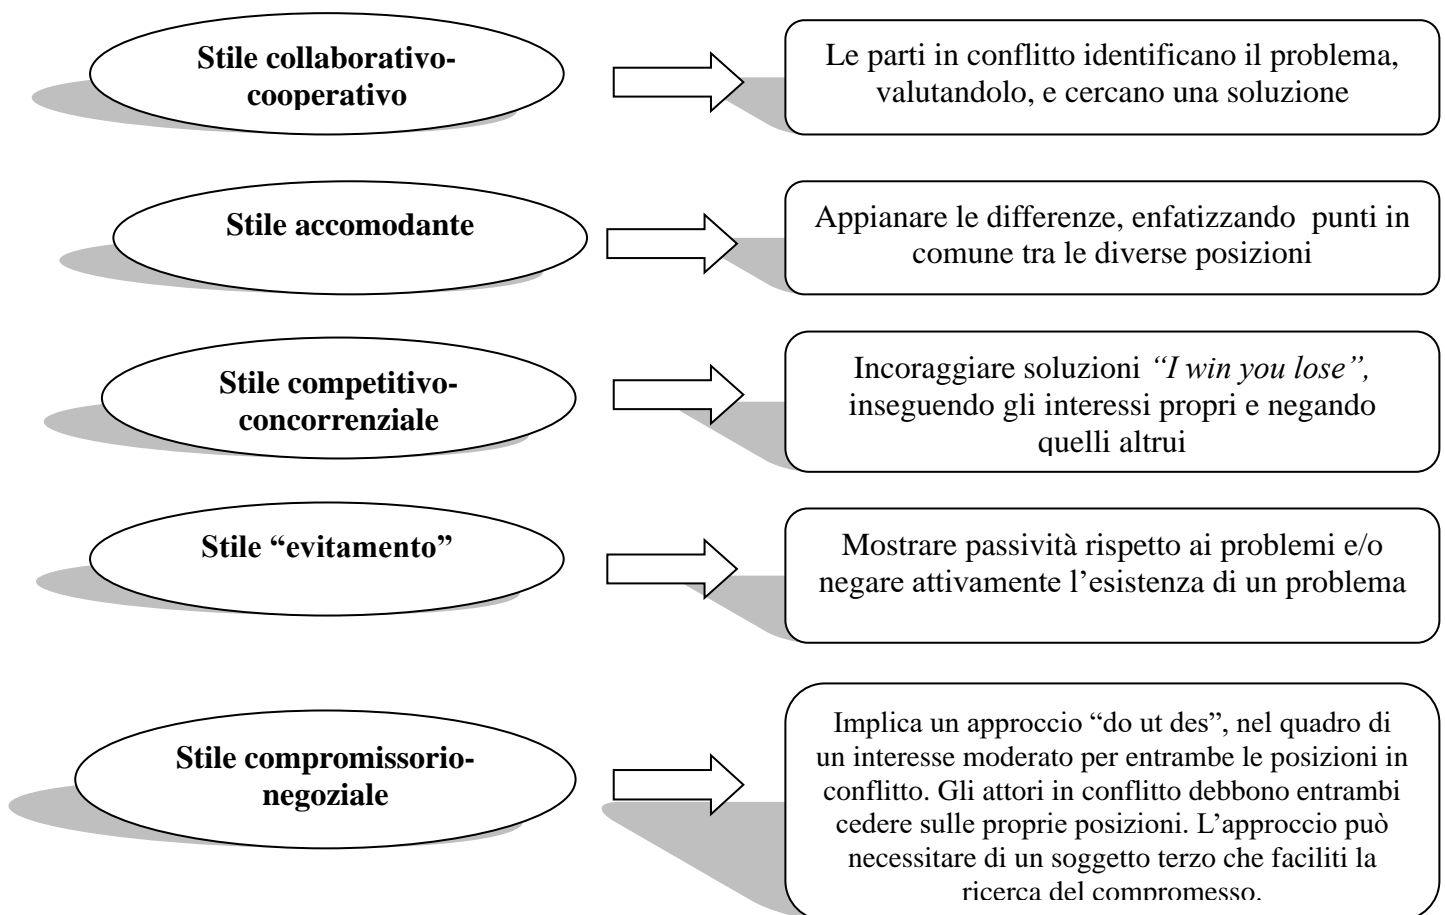 Stile collaborativo-
cooperativo
Le parti in conflitto identificano il problema,
valutandolo, e cercano una soluzione
Stile accomodante
Appianare le differenze, enfatizzando  punti in
comune tra le diverse posizioni
Stile competitivo-
concorrenziale
Incoraggiare soluzioni “I win you lose”,
inseguendo gli interessi propri e negando
quelli altrui
Stile “evitamento”
Mostrare passività rispetto ai problemi e/o
negare attivamente l’esistenza di un problema
Stile compromissorio-
negoziale
Implica un approccio “do ut des”, nel quadro di
un interesse moderato per entrambe le posizioni in
conflitto. Gli attori in conflitto debbono entrambi
cedere sulle proprie posizioni. L’approccio può
necessitare di un soggetto terzo che faciliti la
ricerca del compromesso.